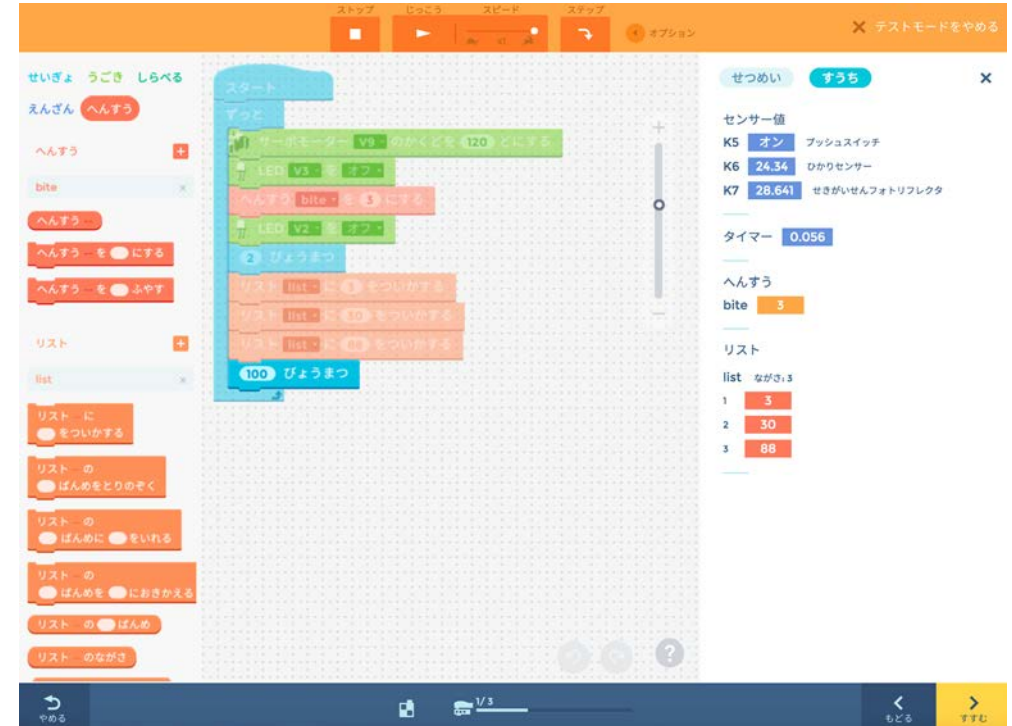 ストップ じっこう スピード ステップ
オプション
× テストモードをやめる
せいぎょ うごき しらべる
えんざん へんすう
へんすう +
bite ×
へんすう
へんすう を にする
へんすう を ふやす
リスト +
list ×
リスト に
をついかする
リスト の
ばんめをとりのぞく
リスト の
ばんめに をいれる
リスト の
ばんめを におきかえる
リスト の ばんめ
リスト のながさ
スタート
ずっと
サーボモーター V9 のかくどを 120 どにする
LED V3 を オフ
へんすう bite を 3 にする
LED V2 を オフ
2 びょうまつ
リスト list に 3 をついかする
リスト list に 30 をついかする
リスト list に 88 をついかする
100 びょうまつ
せつめい すうち ×
センサー値
K5 オン プッシュスイッチ
K6 24.34 ひかりセンサー
K7 28.641 せきがいせんフォトリフレクタ
タイマー 0.056
へんすう
bite 3
リスト
list ながさ: 3
1 3
2 30
3 88
?
やめる
1/3
もどる
すすむ